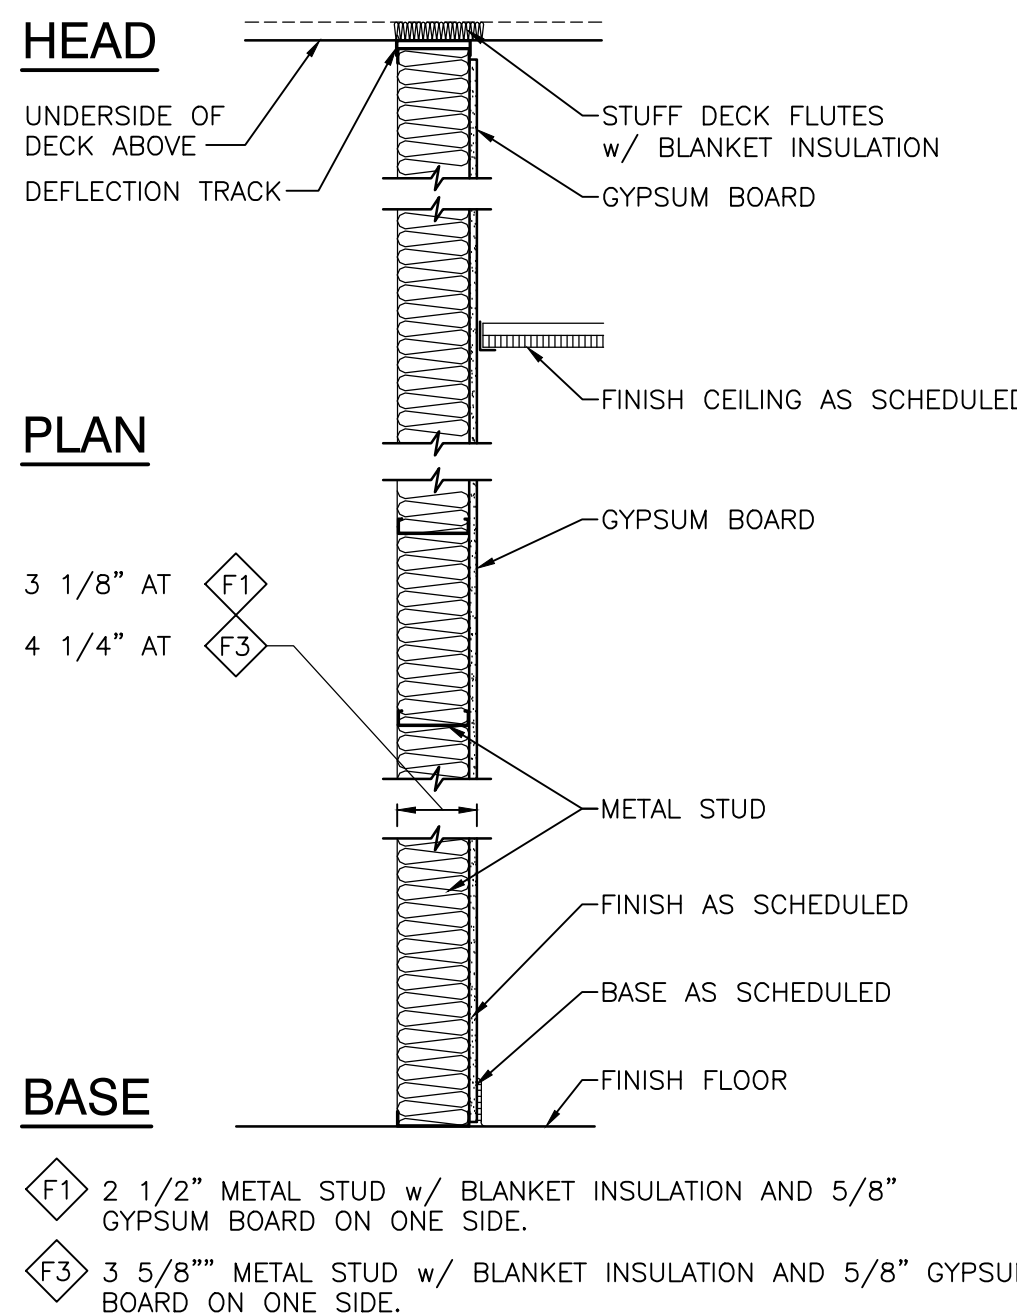 HEAD
UNDERSIDE OF
DECK ABOVE
DEFLECTION TRACK
STUFF DECK FLUTES
w/ BLANKET INSULATION
GYPSUM BOARD
FINISH CEILING AS SCHEDULED
PLAN
GYPSUM BOARD
3 1/8” AT F1
4 1/4” AT F3
METAL STUD
FINISH AS SCHEDULED
BASE AS SCHEDULED
FINISH FLOOR
BASE
F1 2 1/2” METAL STUD w/ BLANKET INSULATION AND 5/8”
GYPSUM BOARD ON ONE SIDE.
F3 3 5/8”” METAL STUD w/ BLANKET INSULATION AND 5/8” GYPSU
BOARD ON ONE SIDE.